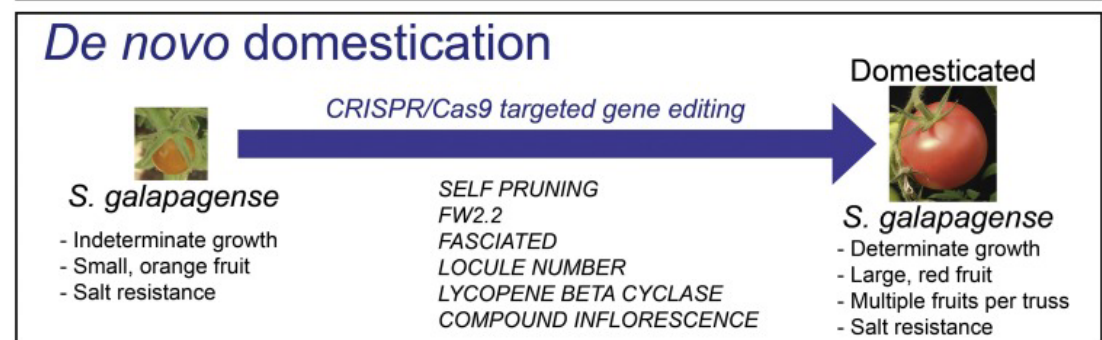 De novo domestication
Domesticated
CRISPR/Cas9 targeted gene editing
S. galapagense
- Indeterminate growth
- Small, orange fruit
- Salt resistance
SELF PRUNING
FW2.2
FASCIATED
LOCULE NUMBER
LYCOPENE BETA CYCLASE
COMPOUND INFLORESCENCE
S. galapagense
- Determinate growth
- Large, red fruit
- Multiple fruits per truss
- Salt resistance